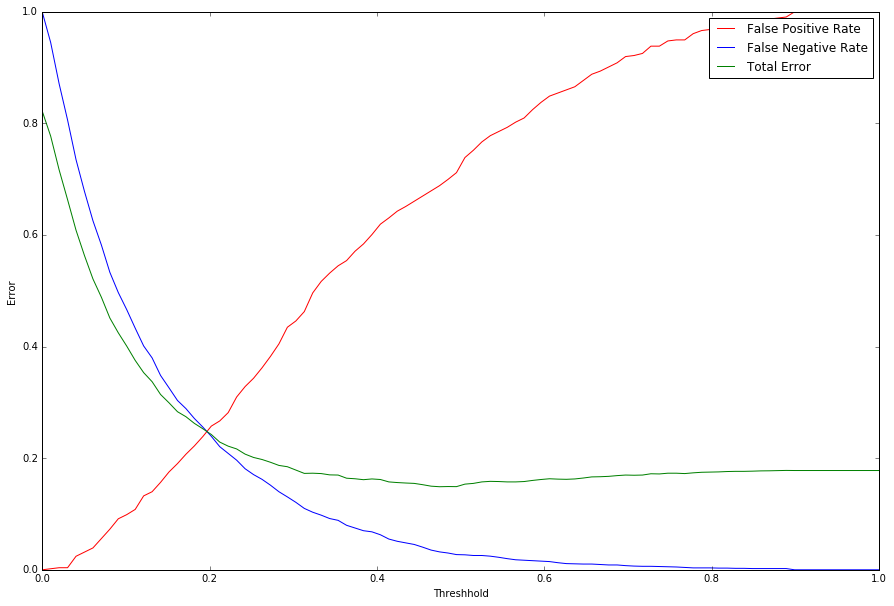 1.0
0.8
0.6
0.4
0.2
0.0
Error
False Positive Rate
False Negative Rate
Total Error
0.0 0.2 0.4 0.6 0.8 1.0
Threshhold